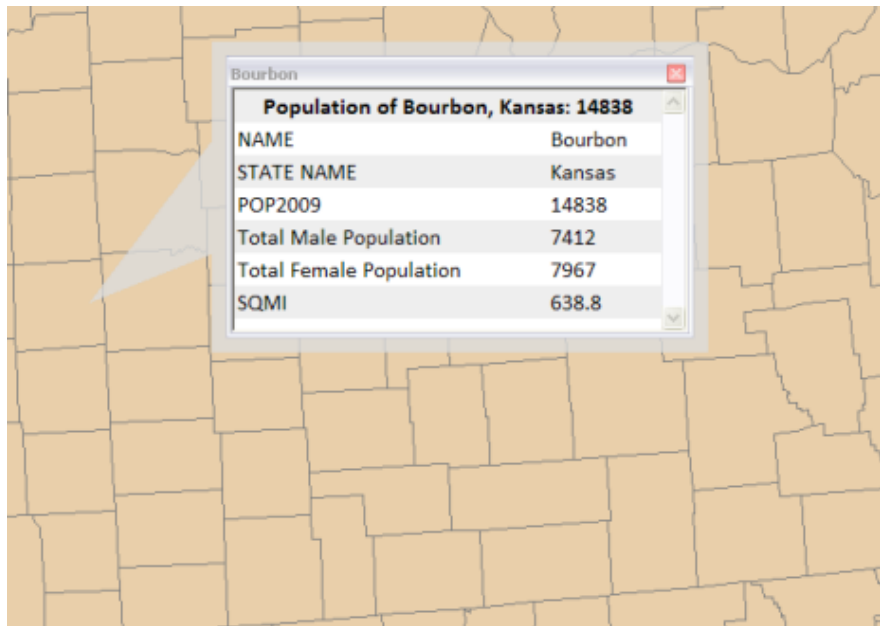 Bourbon
Population of Bourbon, Kansas: 14838
NAME Bourbon
STATE NAME Kansas
POP2009 14838
Total Male Population 7412
Total Female Population 7967
SQMI 638.8